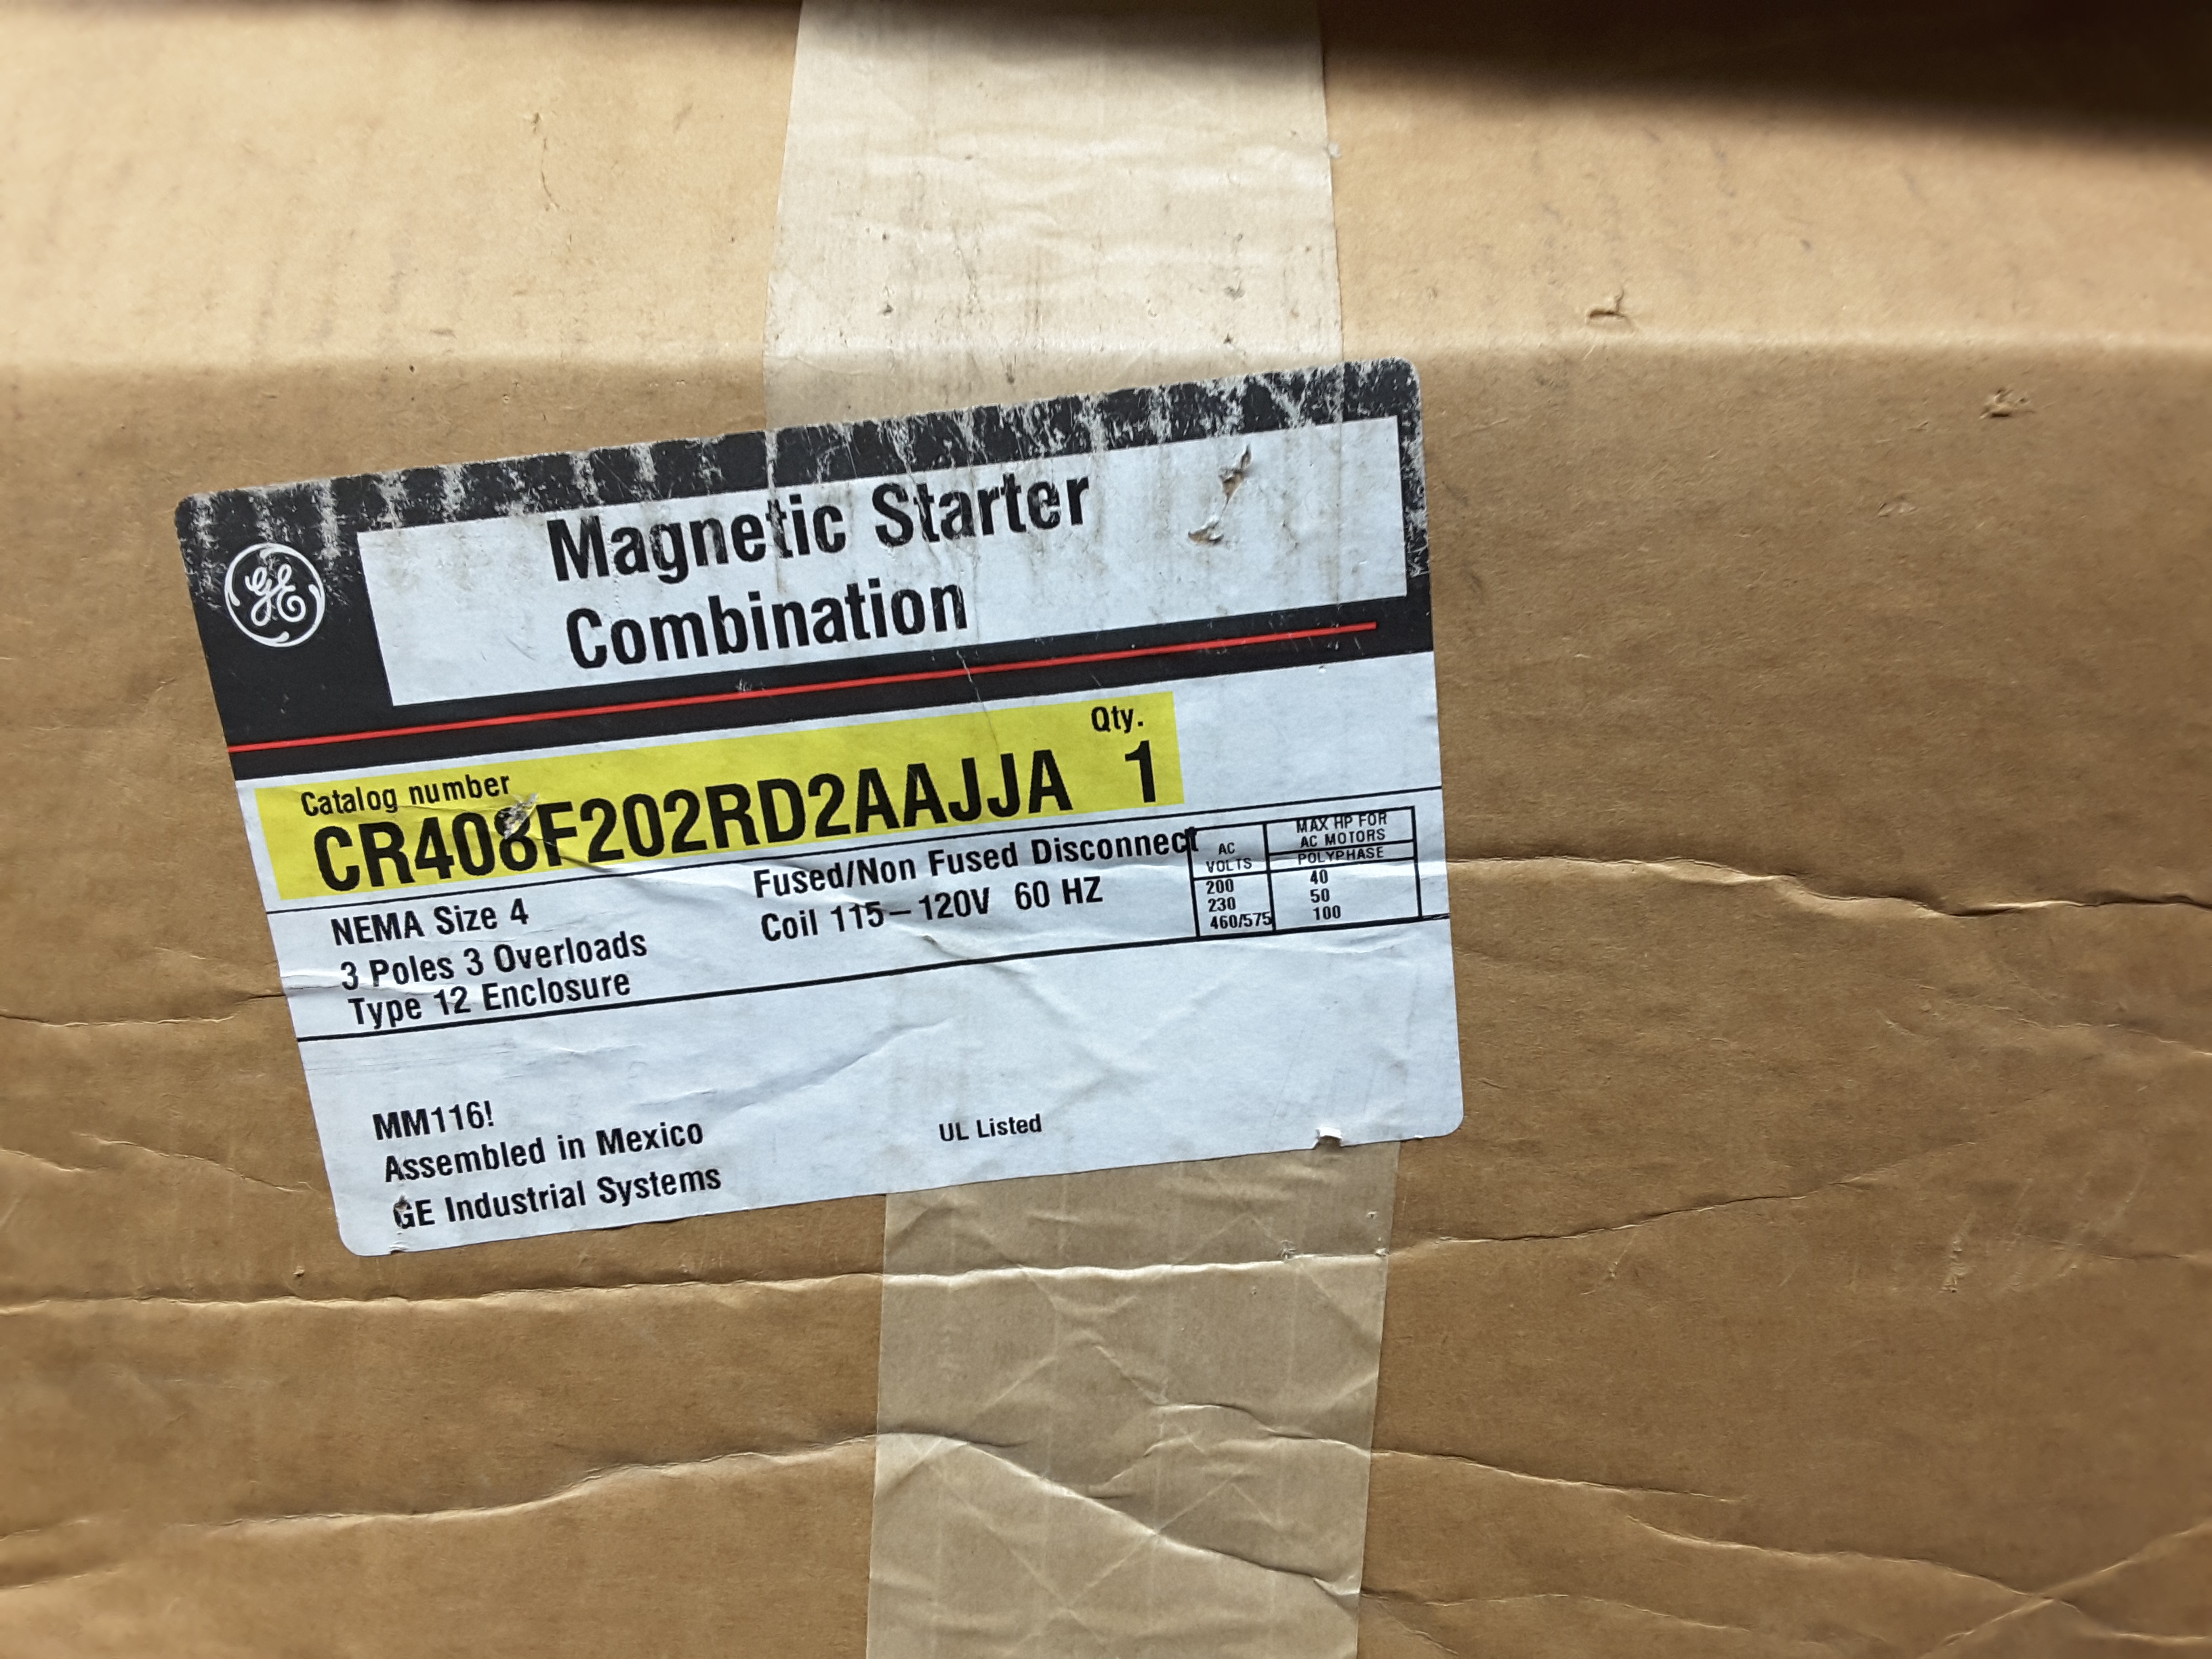 GE
Magnetic Starter
Combination
Catalog number Qty.
CR408F202RD2AAJJA 1
NEMA Size 4
3 Poles 3 Overloads
Type 12 Enclosure
Fused/Non Fused Disconnect
Coil 115-120V 60 HZ
AC VOLTS
MAX HP FOR
AC MOTORS
POLYPHASE
200 40
230 50
460/575 100
MM116!
Assembled in Mexico
GE Industrial Systems
UL Listed